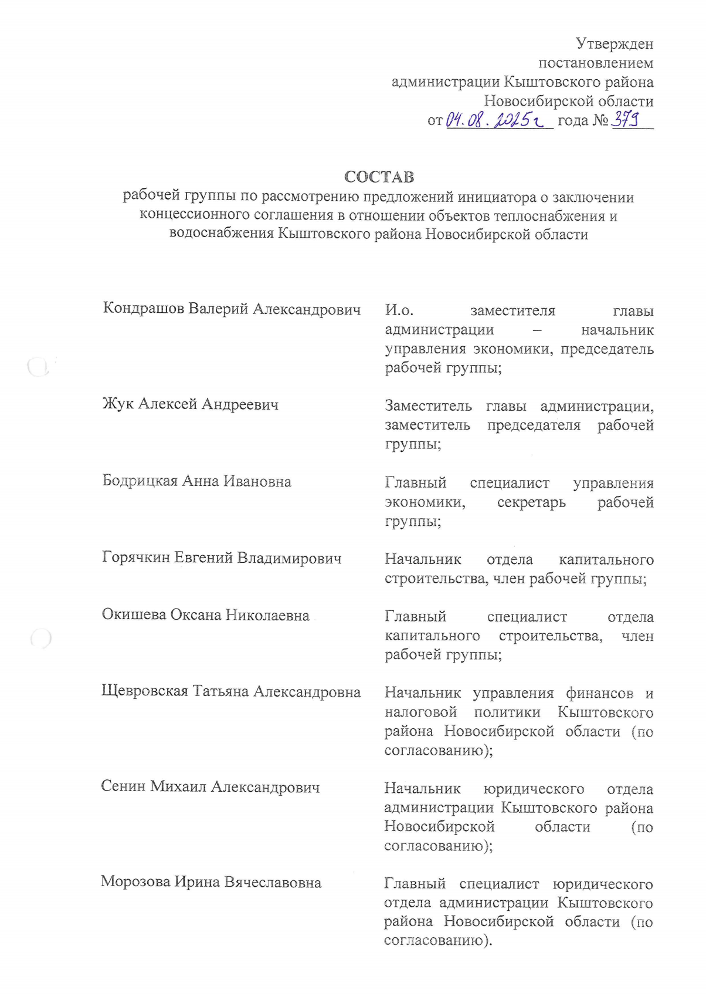 Утвержден
постановлением
администрации Кыштовского района
Новосибирской области
от 04.08.2025г года № 379
СОСТАВ
рабочей группы по рассмотрению предложений инициатора о заключении
концессионного соглашения в отношении объектов теплоснабжения и
водоснабжения Кыштовского района Новосибирской области
Кондрашов Валерий Александрович
И.о. заместителя главы
администрации – начальник
управления экономики, председатель
рабочей группы;
Жук Алексей Андреевич
Заместитель главы администрации,
заместитель председателя рабочей
группы;
Бодрицкая Анна Ивановна
Главный специалист управления
экономики, секретарь рабочей
группы;
Горячкин Евгений Владимирович
Начальник отдела капитального
строительства, член рабочей группы;
Окишева Оксана Николаевна
Главный специалист отдела
капитального строительства, член
рабочей группы;
Щевровская Татьяна Александровна
Начальник управления финансов и
налоговой политики Кыштовского
района Новосибирской области (по
согласованию);
Сенин Михаил Александрович
Начальник юридического отдела
администрации Кыштовского района
Новосибирской области (по
согласованию);
Морозова Ирина Вячеславовна
Главный специалист юридического
отдела администрации Кыштовского
района Новосибирской области (по
согласованию).